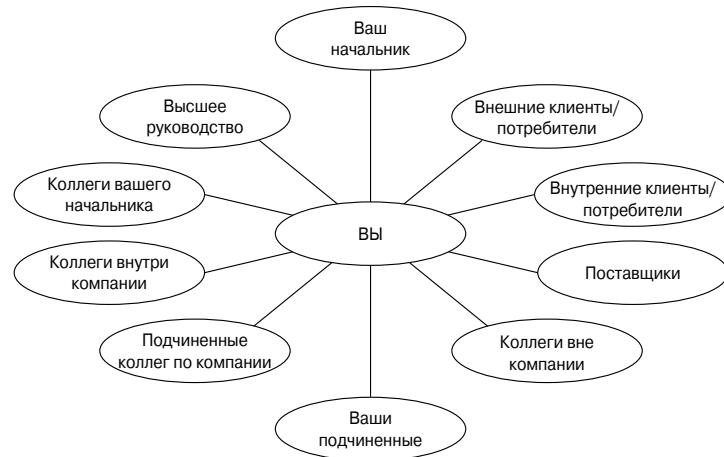 Ваш
начальник
Высшее
руководство
Внешние клиенты/
потребители
Коллеги вашего
начальника
Внутренние клиенты/
потребители
ВЫ
Коллеги внутри
компании
Поставщики
Подчиненные
коллег по компании
Коллеги вне
компании
Ваши
подчиненные